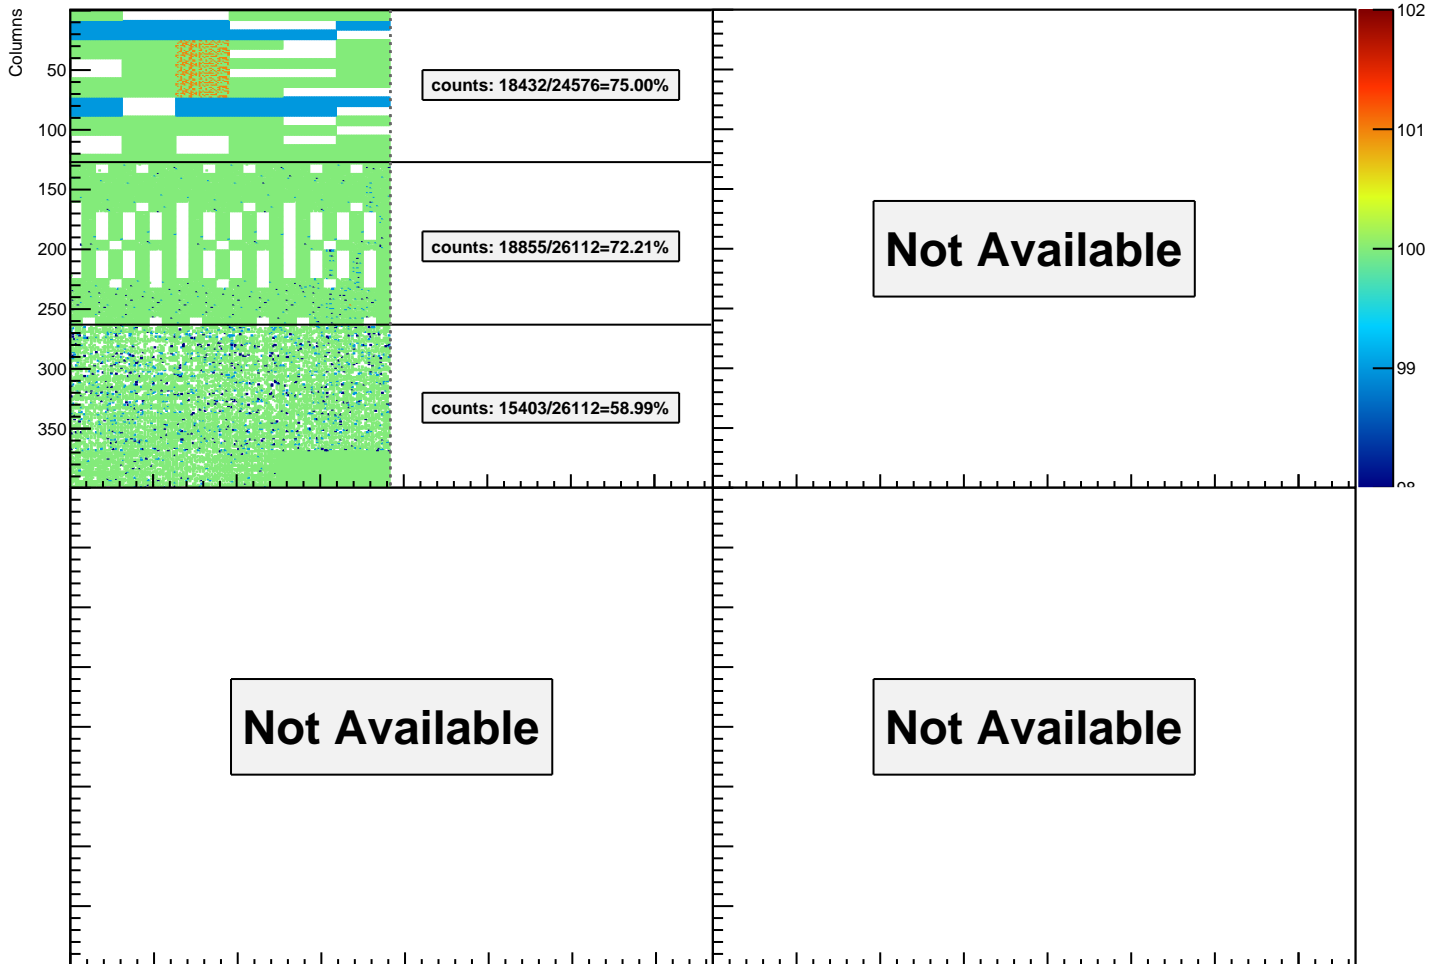 Columns
50
100
150
200
250
300
350
counts: 18432/24576=75.00%
counts: 18855/26112=72.21%
counts: 15403/26112=58.99%
Not Available
102
101
100
99
98
Not Available
Not Available